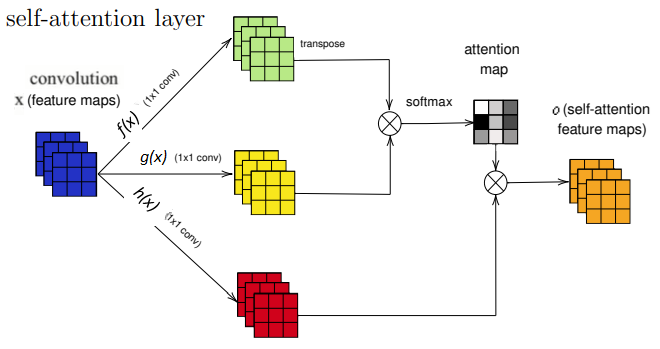 self-attention layer
transpose
attention
map
convolution
x (feature maps)
f(x) (1x1 conv)
softmax
o (self-attention
feature maps)
g(x) (1x1 conv)
h(x) (1x1 conv)